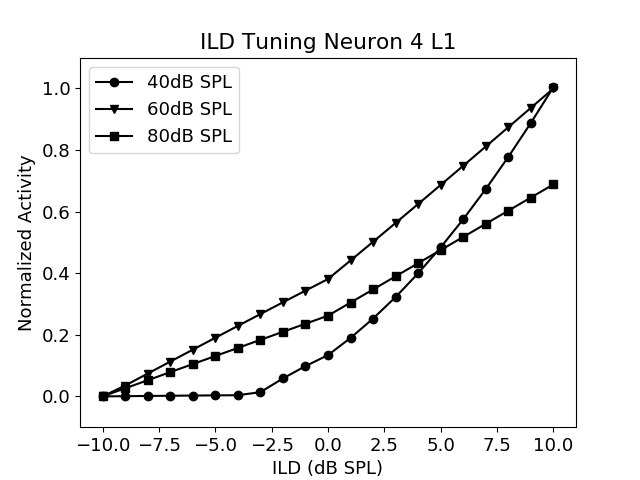 ILD Tuning Neuron 4 L1
40dB SPL
60dB SPL
80dB SPL
Normalized Activity
1.0
0.8
0.6
0.4
0.2
0.0
−10.0 −7.5 −5.0 −2.5 0.0 2.5 5.0 7.5 10.0
ILD (dB SPL)